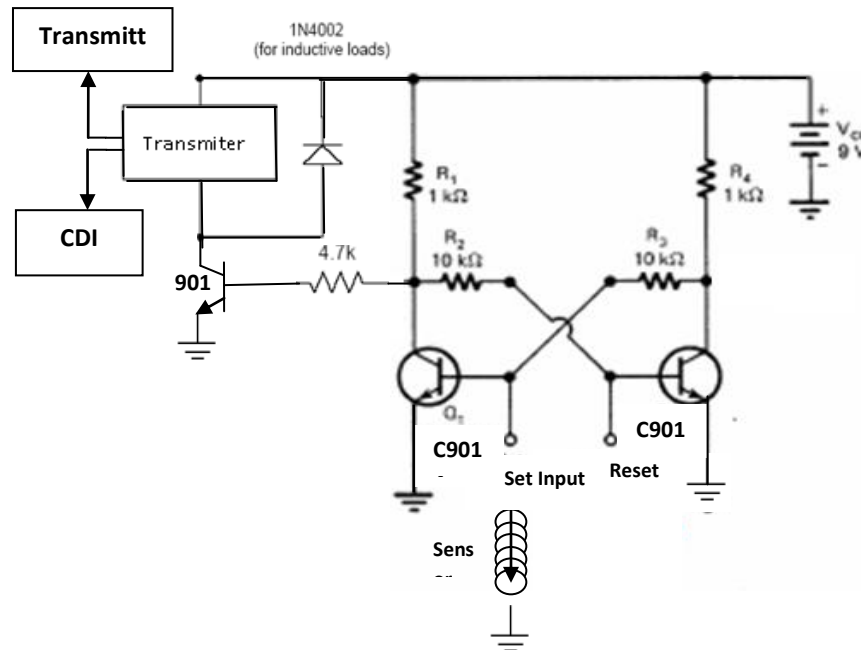 Transmitt
1N4002
(for inductive loads)
Transmiter
CDI
R1
1 kΩ
R4
1 kΩ
+
9 V
-
R2
10 kΩ
R3
10 kΩ
4.7k
901
C901
C901
Set Input
Reset
Sens